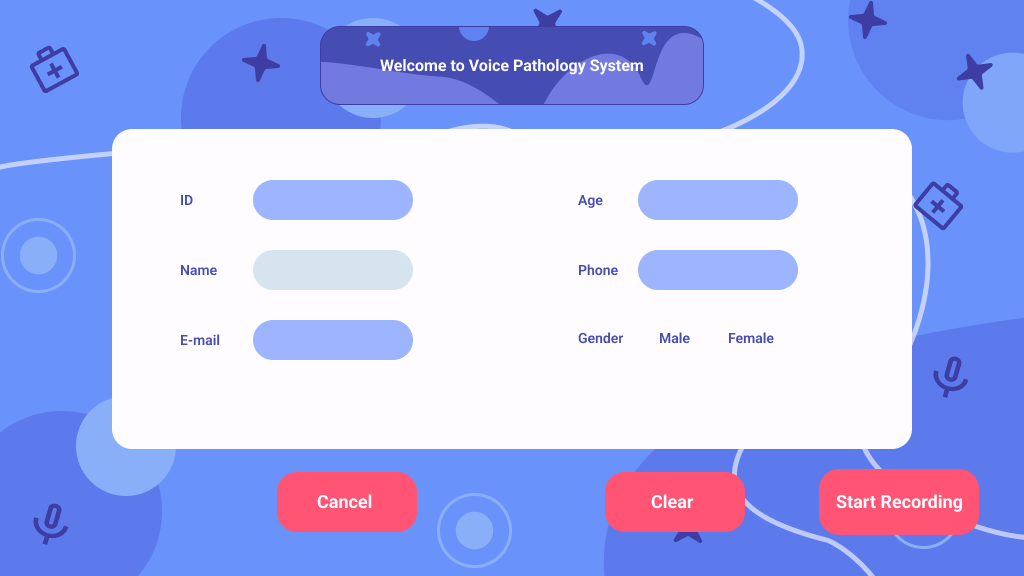 Welcome to Voice Pathology System
ID
Age
Name
Phone
E-mail
Gender Male Female
Cancel
Clear
Start Recording